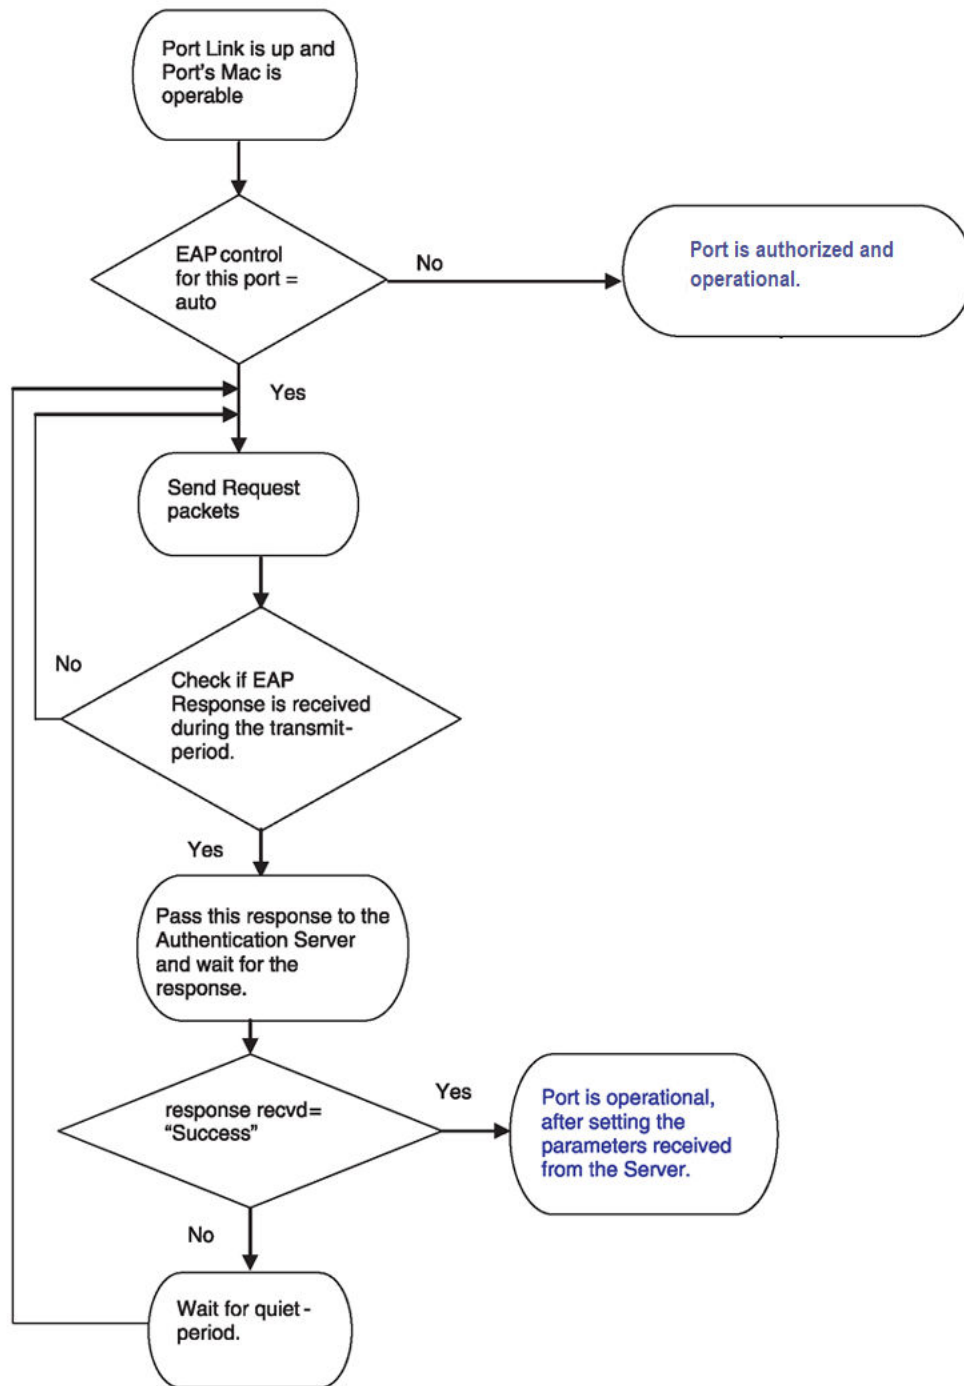 Port Link is up and
Port's Mac is
operable
EAP control
for this port =
auto
No
Port is authorized and
operational.
Yes
Send Request
packets
No
Check if EAP
Response is received
during the transmit-
period.
Yes
Pass this response to the
Authentication Server
and wait for the
response.
response recvd=
“Success”
Yes
Port is operational,
after setting the
parameters received
from the Server.
No
Wait for quiet-
period.